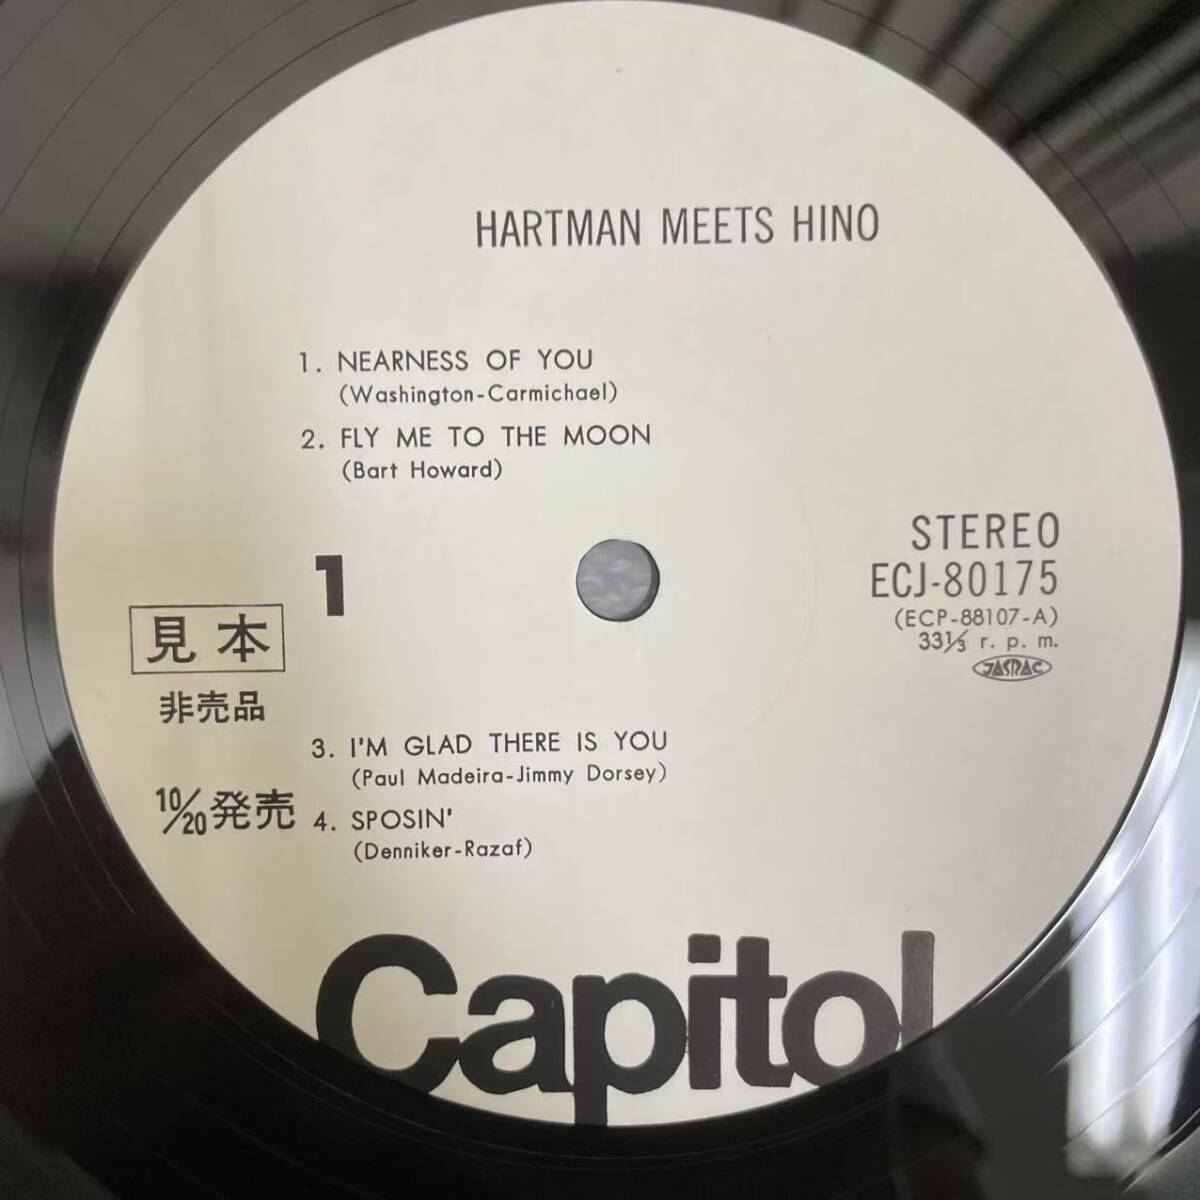 HARTMAN MEETS HINO
1. NEARNESS OF YOU
(Washington-Carmichael)
2. FLY ME TO THE MOON
(Bart Howard)
STEREO
ECJ-80175
(ECP-88107-A)
33⅓ r. p. m.
JASRAC
1
見本
非売品
10/20発売
3. I'M GLAD THERE IS YOU
(Paul Madeira-Jimmy Dorsey)
4. SPOSIN'
(Denniker-Razaf)
Capitol